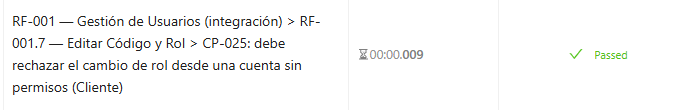 RF-001 — Gestión de Usuarios (integración) > RF-
001.7 — Editar Código y Rol > CP-025: debe
rechazar el cambio de rol desde una cuenta sin
permisos (Cliente)
00:00.009
Passed